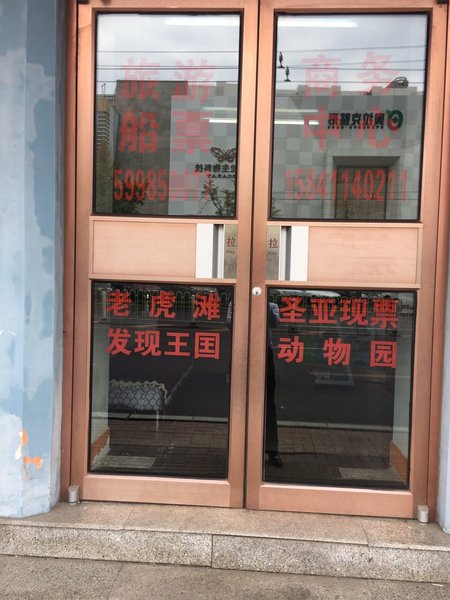 旅游
船票
商务
中心
15841140211
拉
拉
老虎滩
发现王国
圣亚现票
动物园